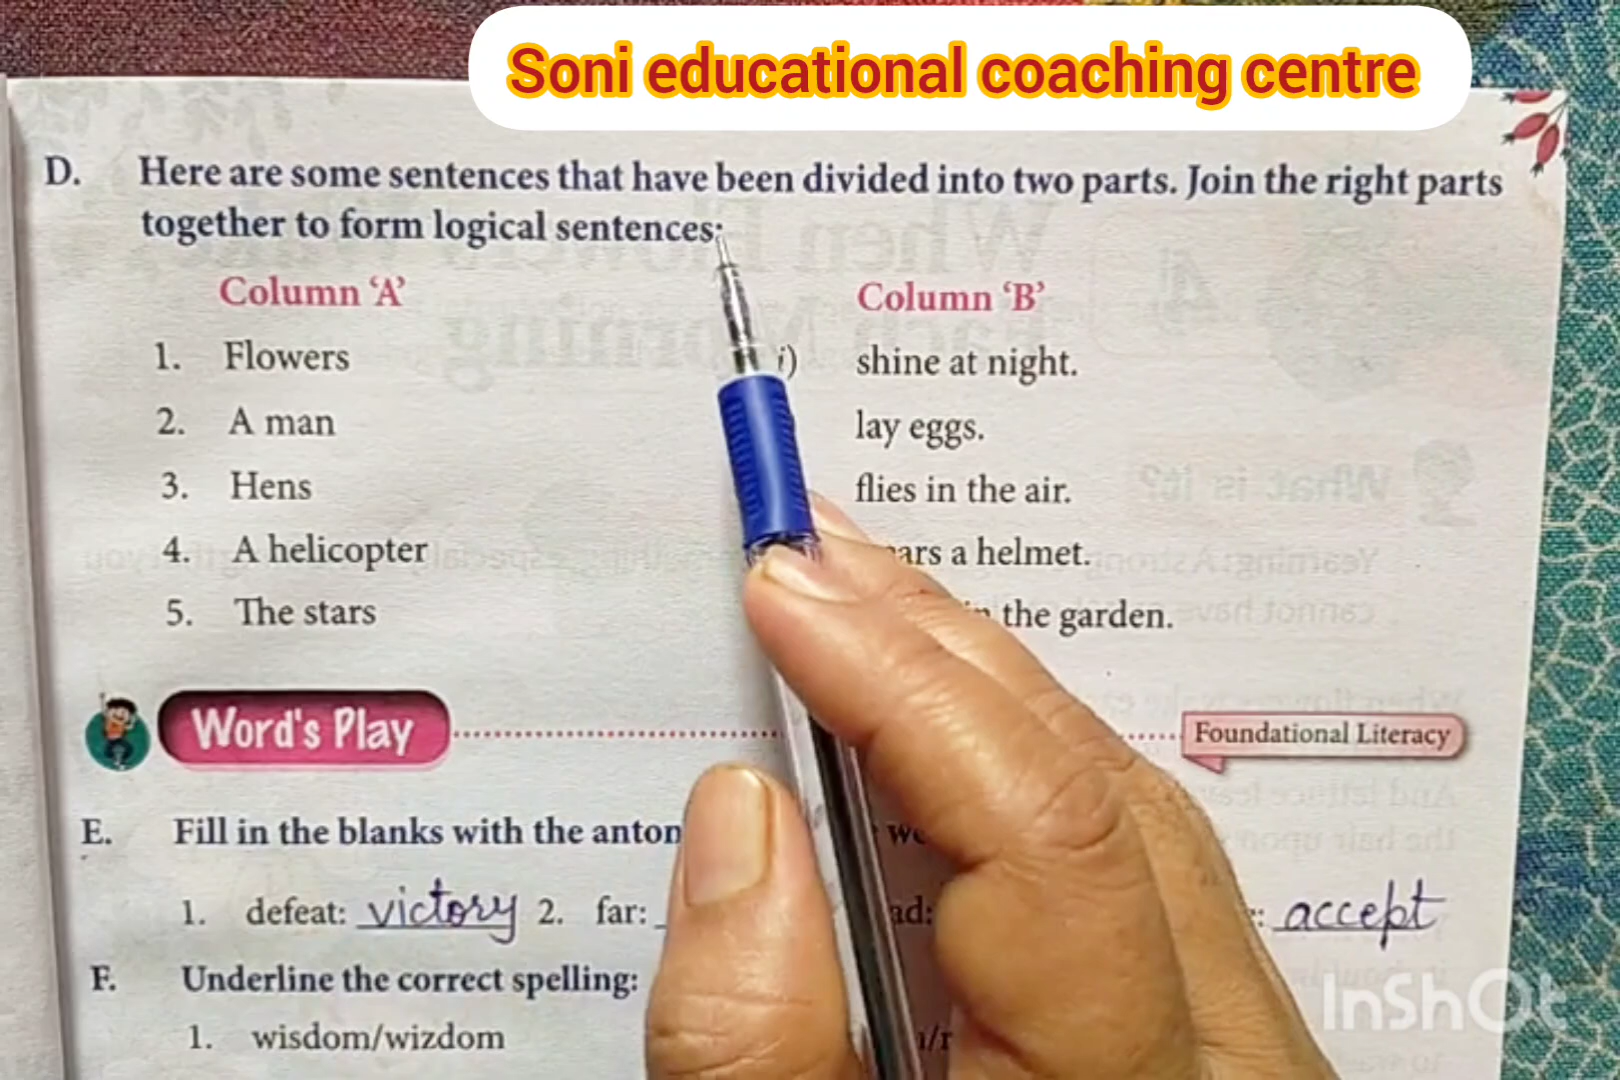 Soni educational coaching centre
D. Here are some sentences that have been divided into two parts. Join the right parts
together to form logical sentences:
Column ‘A’ Column ‘B’
1. Flowers i) shine at night.
2. A man lay eggs.
3. Hens flies in the air.
4. A helicopter a helmet.
5. The stars the garden.
Word's Play
Foundational Literacy
E. Fill in the blanks with the
1. defeat: victory 2. far: accept
F. Underline the correct spelling:
1. wisdom/wizdom
InShOt